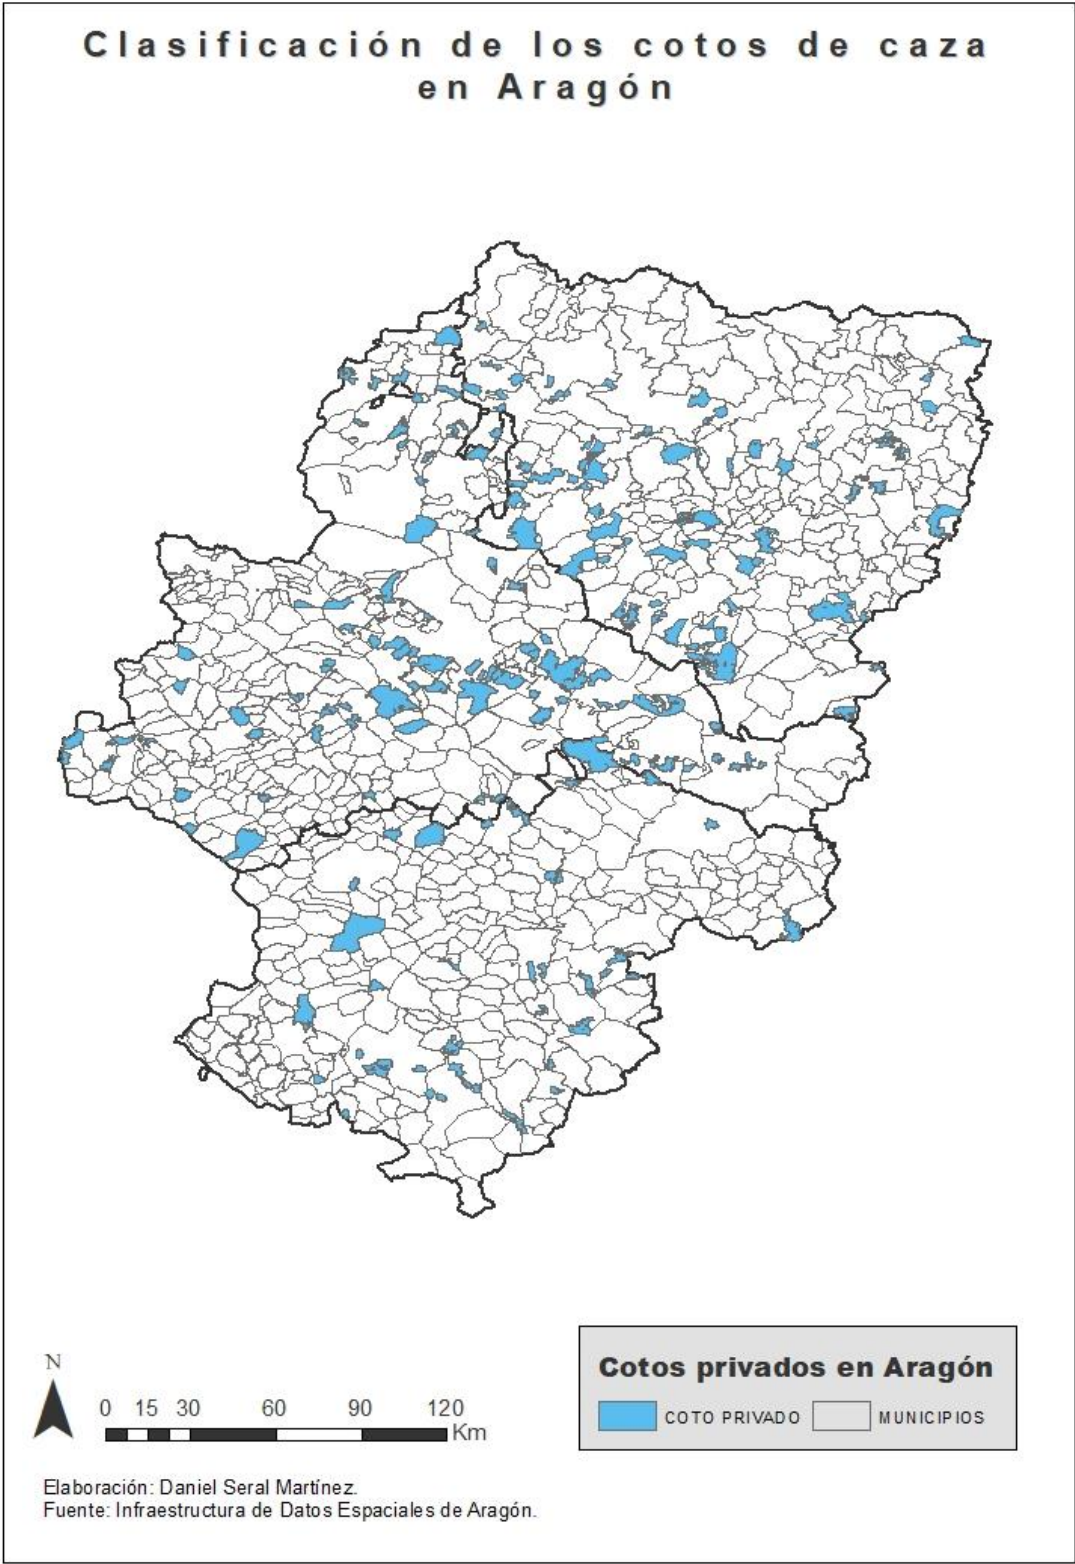 Clasificación de los cotos de caza
en Aragón
N
0 15 30 60 90 120
Km
Cotos privados en Aragón
COTO PRIVADO MUNICIPIOS
Elaboración: Daniel Seral Martínez.
Fuente: Infraestructura de Datos Espaciales de Aragón.